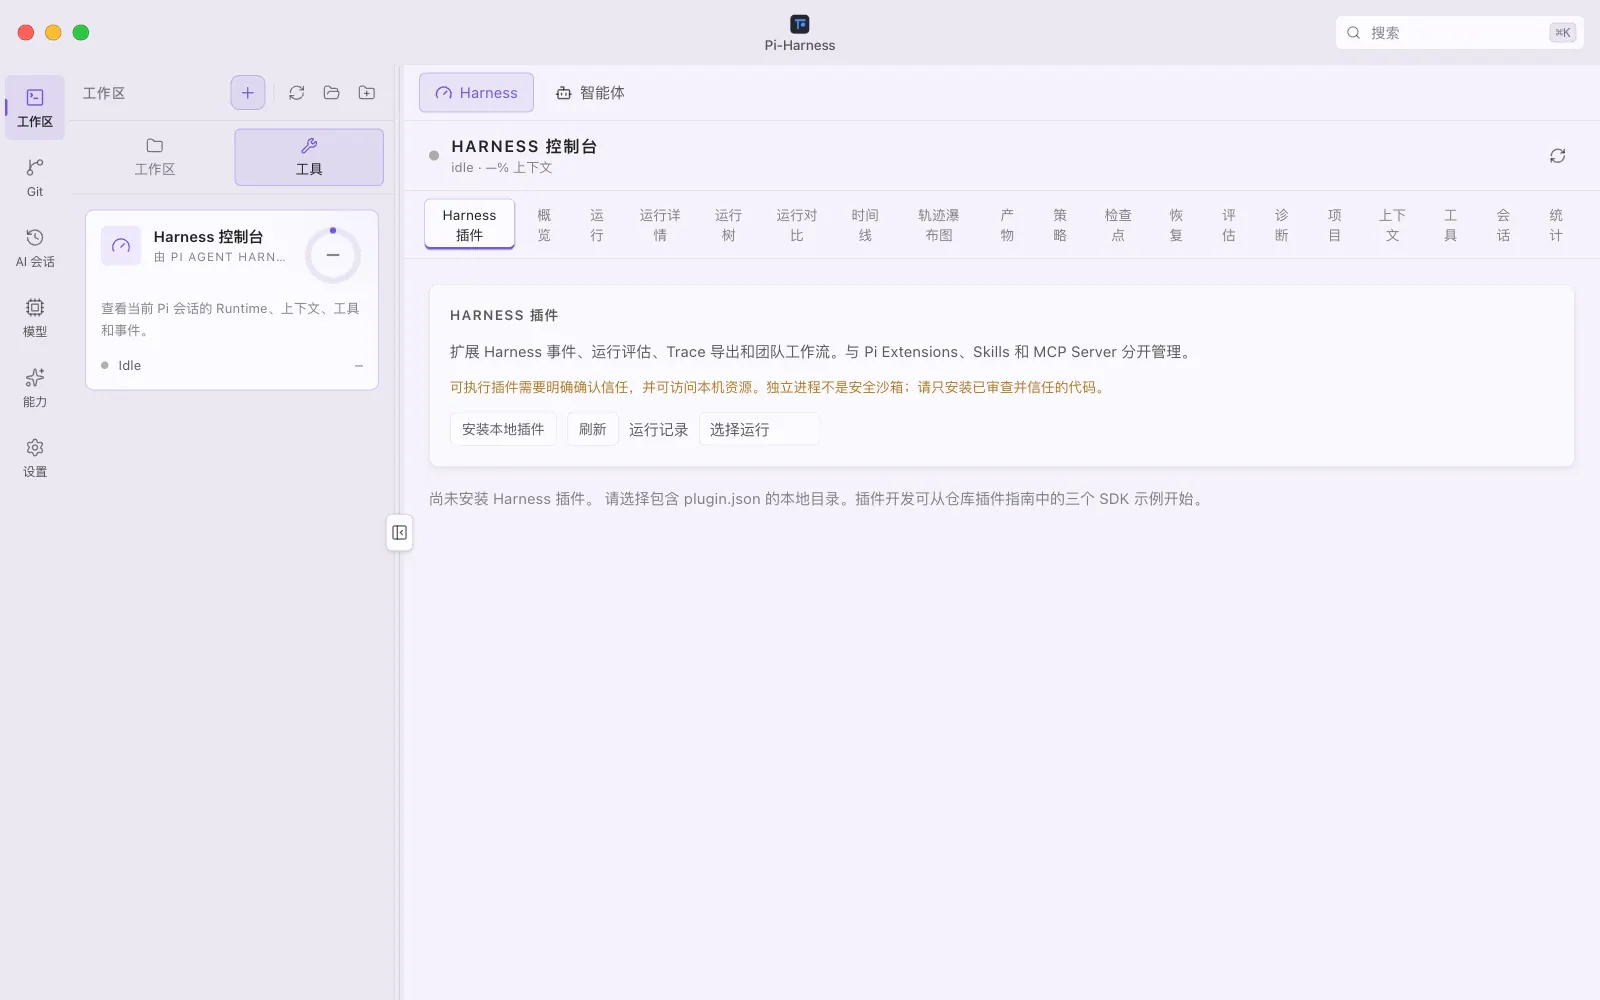 Pi-Harness
搜索
⌘K
工作区
Git
AI 会话
模型
能力
设置
工作区
工作区
工具
Harness 控制台
由 PI AGENT HARN...
查看当前 Pi 会话的 Runtime、上下文、工具
和事件。
Idle
—
Harness
智能体
HARNESS 控制台
idle · —% 上下文
Harness
插件
概
览
运
行
运行详
情
运行
树
运行对
比
时间
线
轨迹瀑
布图
产
物
策
略
检查
点
恢
复
评
估
诊
断
项
目
上下
文
工
具
会
话
统
计
HARNESS 插件
扩展 Harness 事件、运行评估、Trace 导出和团队工作流。与 Pi Extensions、Skills 和 MCP Server 分开管理。
可执行插件需要明确确认信任，并可访问本机资源。独立进程不是安全沙箱；请只安装已审查并信任的代码。
安装本地插件
刷新
运行记录
选择运行
尚未安装 Harness 插件。 请选择包含 plugin.json 的本地目录。插件开发可从仓库插件指南中的三个 SDK 示例开始。